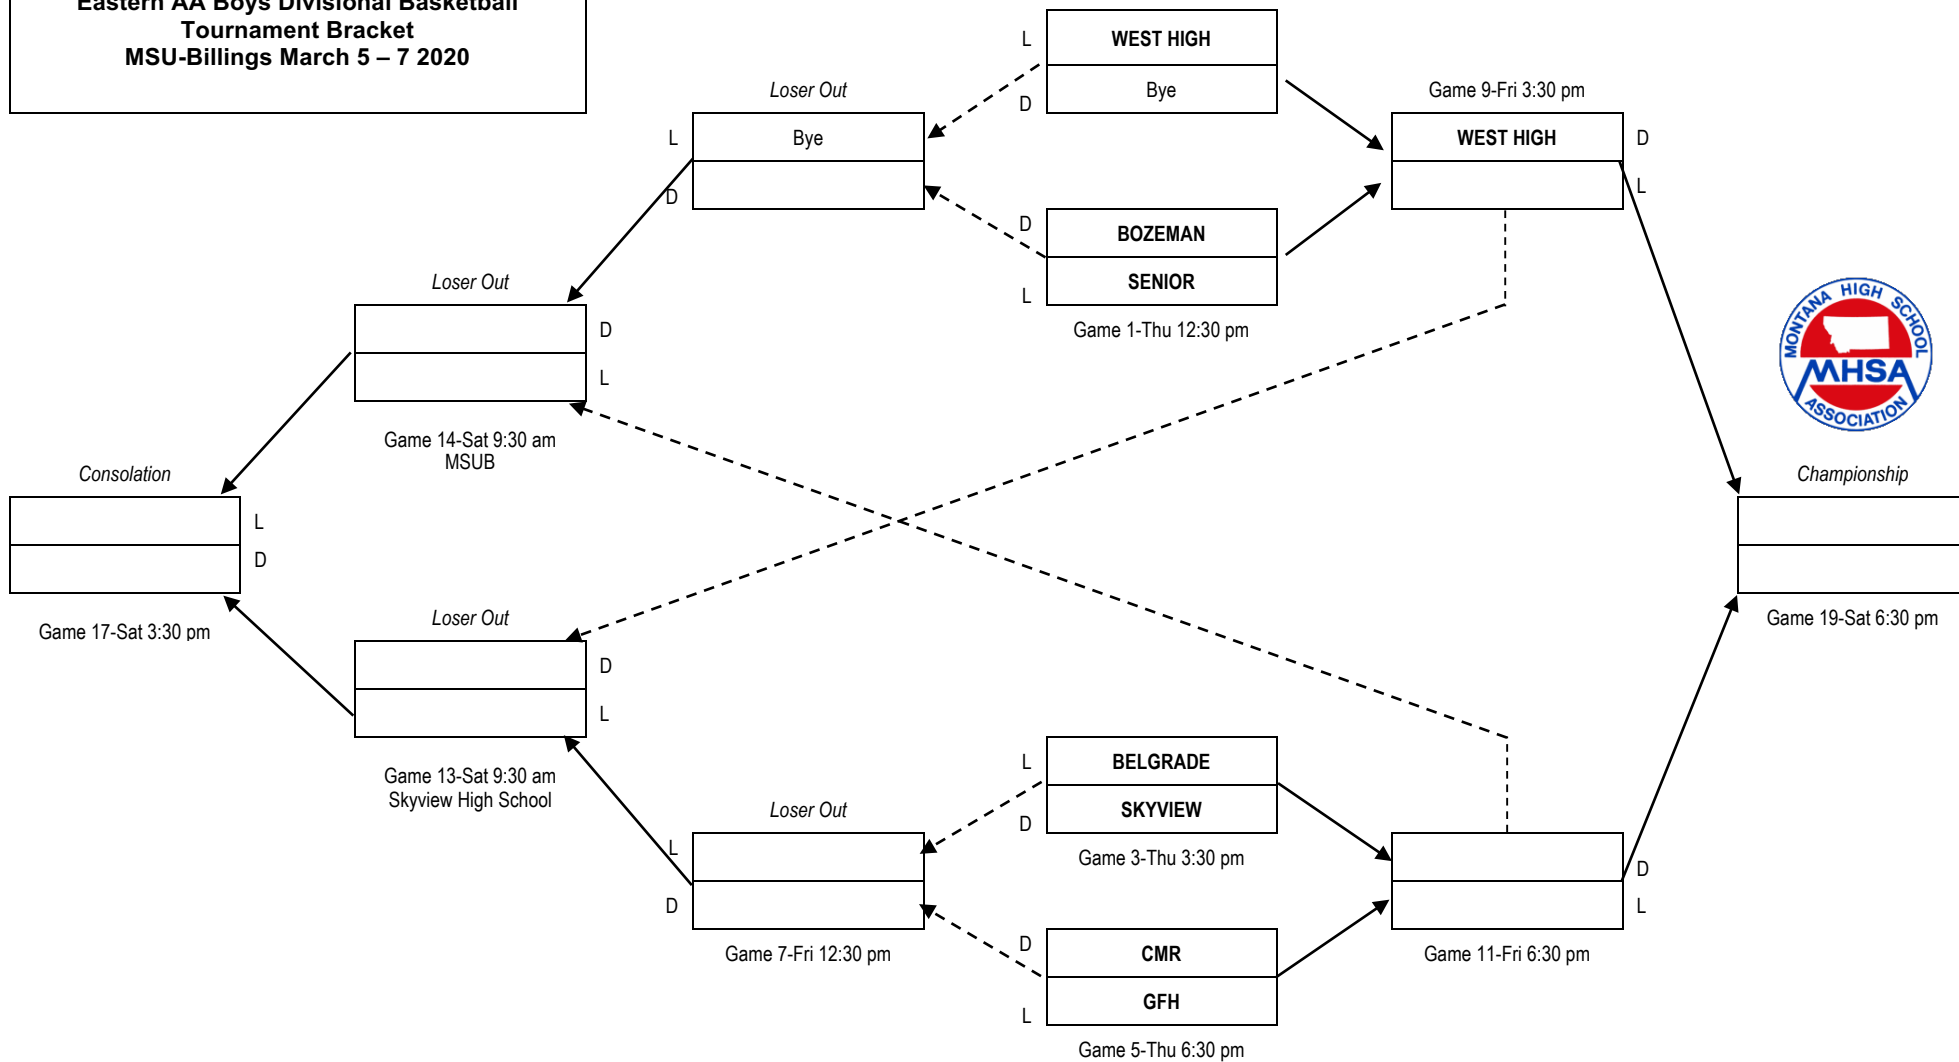 Eastern AA Boys Divisional Basketball
Tournament Bracket
MSU-Billings March 5 – 7 2020
L
WEST HIGH
D
Bye
Loser Out
L
Bye
D
Game 9-Fri 3:30 pm
WEST HIGH
D
L
D
BOZEMAN
L
SENIOR
Game 1-Thu 12:30 pm
Loser Out
D
L
Game 14-Sat 9:30 am
MSUB
MONTANA HIGH SCHOOL
MHSA
ASSOCIATION
Consolation
L
D
Game 17-Sat 3:30 pm
Championship
Game 19-Sat 6:30 pm
Loser Out
D
L
Game 13-Sat 9:30 am
Skyview High School
Loser Out
L
D
Game 7-Fri 12:30 pm
L
BELGRADE
D
SKYVIEW
Game 3-Thu 3:30 pm
D
L
Game 11-Fri 6:30 pm
D
CMR
L
GFH
Game 5-Thu 6:30 pm